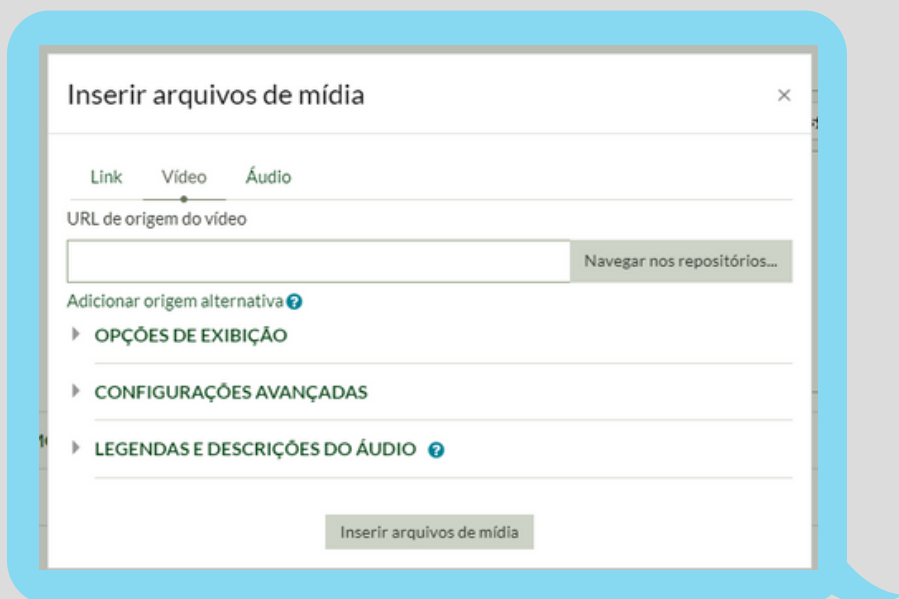 Inserir arquivos de mídia
×
Link Vídeo Áudio
URL de origem do vídeo
Navegar nos repositórios...
Adicionar origem alternativa ?
OPÇÕES DE EXIBIÇÃO
CONFIGURAÇÕES AVANÇADAS
LEGENDAS E DESCRIÇÕES DO ÁUDIO ?
Inserir arquivos de mídia